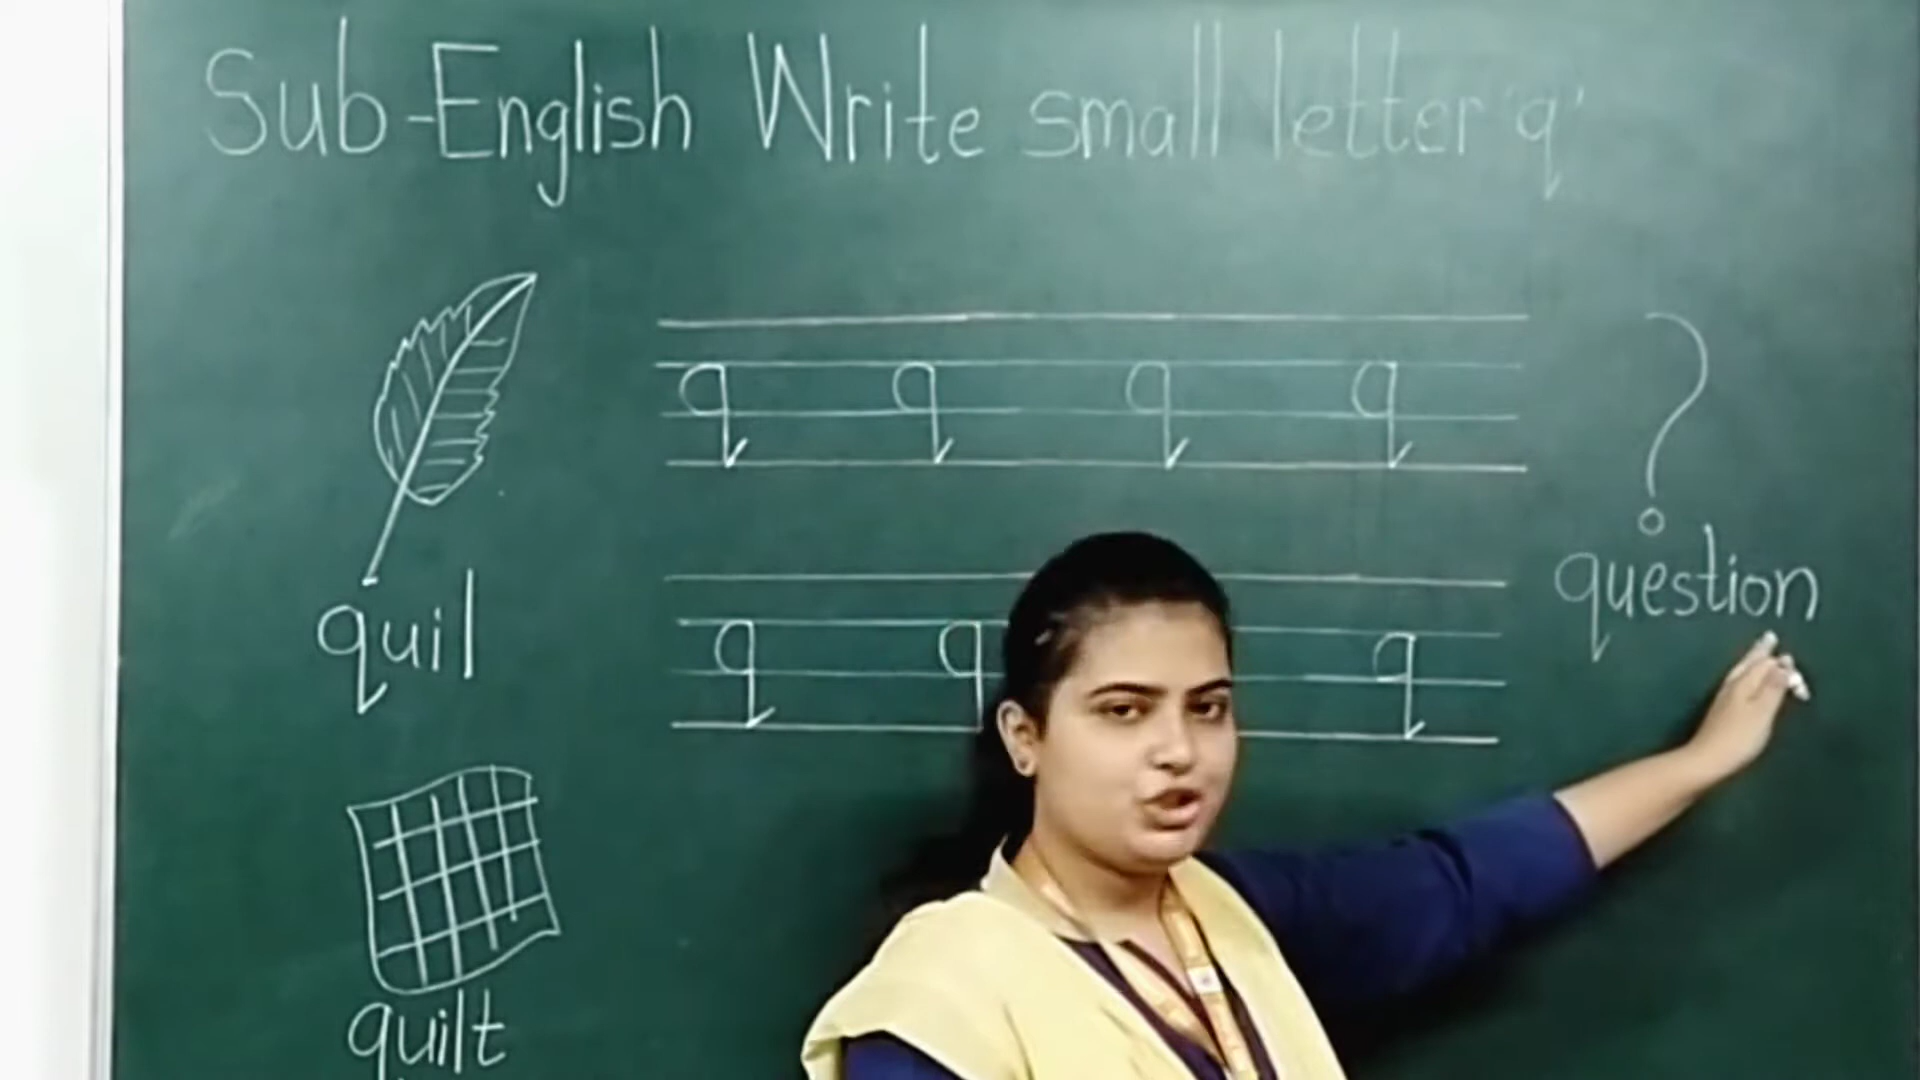 Sub-English Write small letter 'q'
q q q q
?
question
quil
q q q
quilt